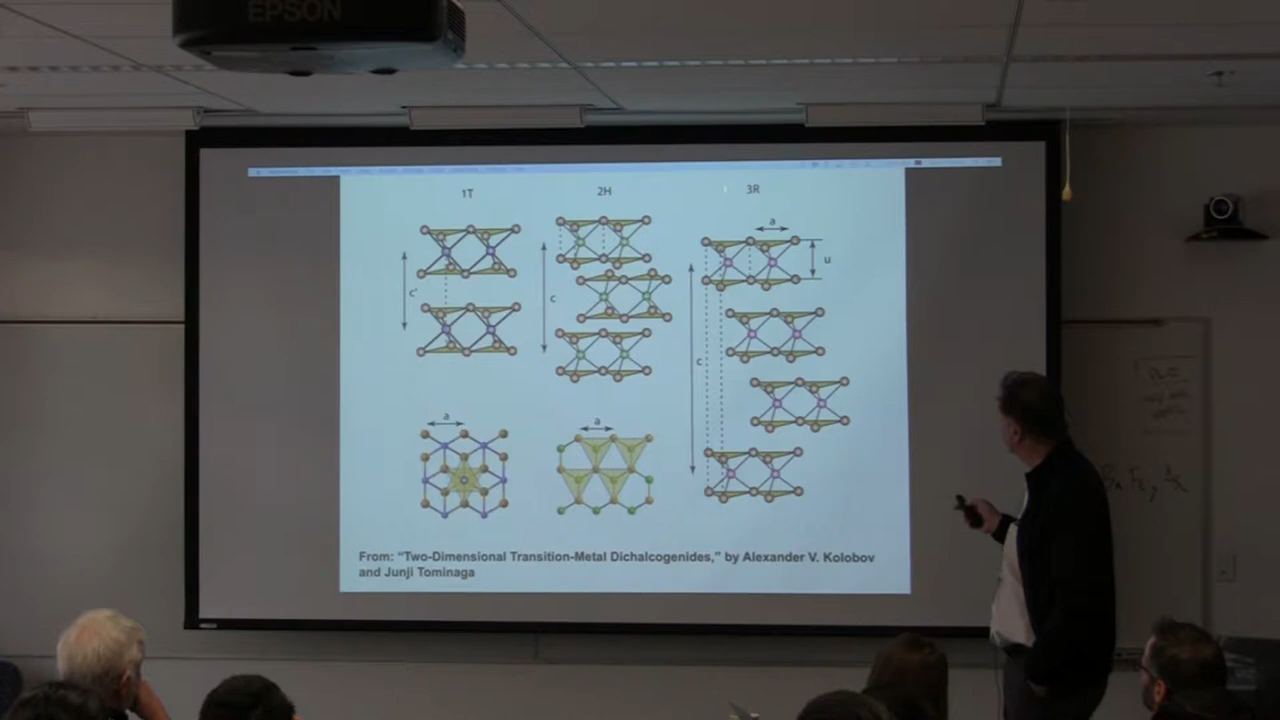 EPSON
1T
2H
3R
a
u
c'
c
c
a
a
From: “Two-Dimensional Transition-Metal Dichalcogenides,” by Alexander V. Kolobov
and Junji Tominaga